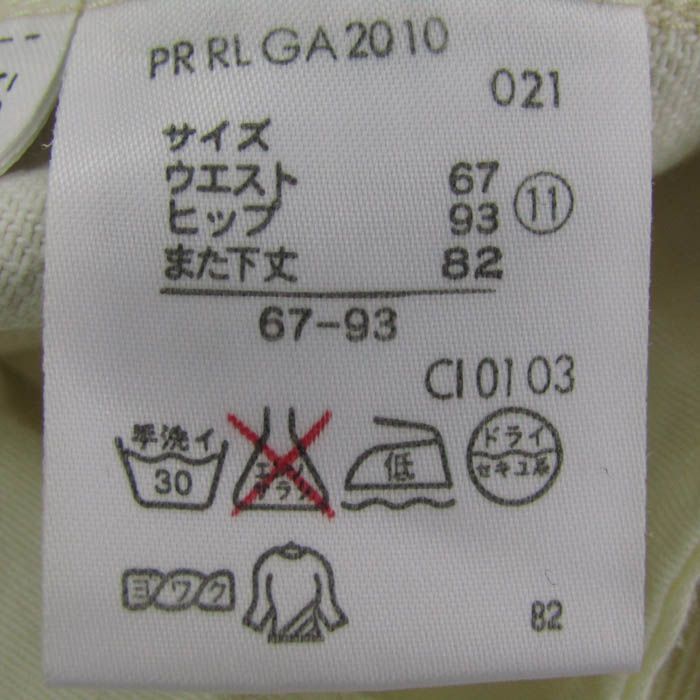 PR RL GA2010
021
サイズ
ウエスト 67
ヒップ 93 ⑪
また下丈 82
67-93
CI 01 03
手洗イ 30
エンソサラシ
低
ドライ
セキユ系
ヨワク
82